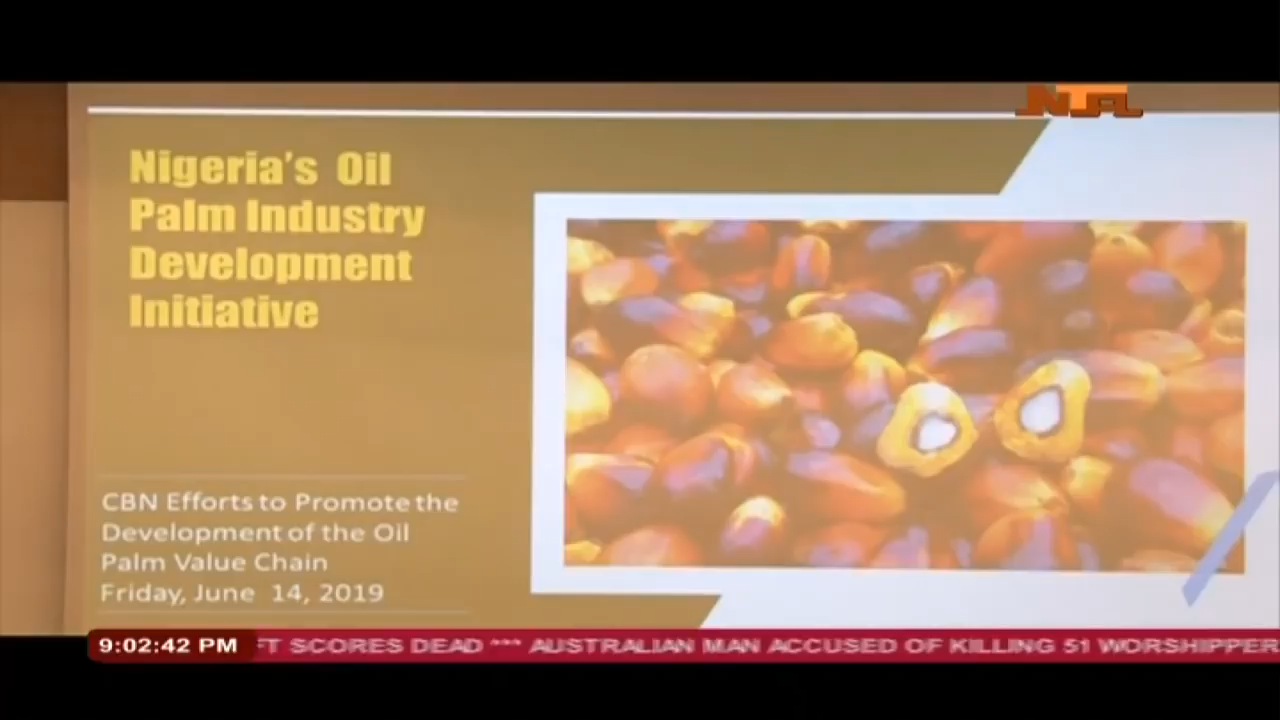 NTA
Nigeria's Oil
Palm Industry
Development
Initiative
CBN Efforts to Promote the
Development of the Oil
Palm Value Chain
Friday, June 14, 2019
9:02:42 PM FT SCORES DEAD *** AUSTRALIAN MAN ACCUSED OF KILLING 51 WORSHIPPER